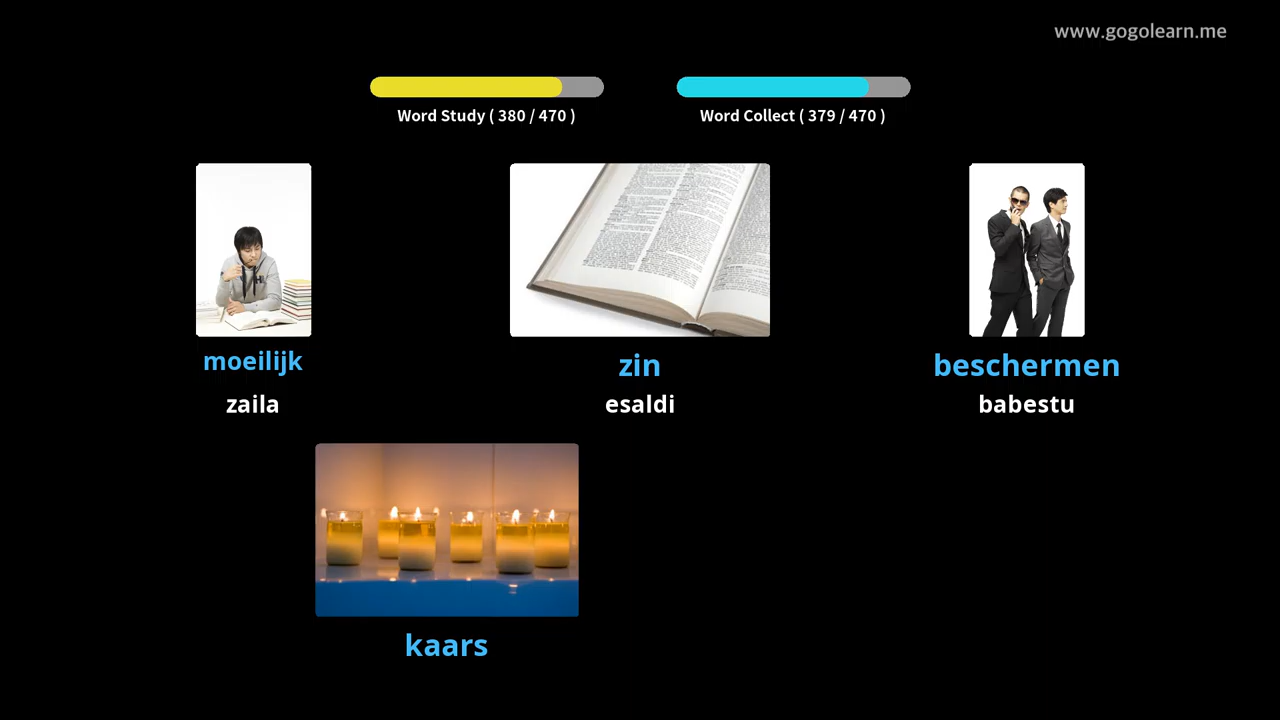 www.gogolearn.me
Word Study ( 380 / 470 )
Word Collect ( 379 / 470 )
moeilijk
zaila
zin
esaldi
beschermen
babestu
kaars